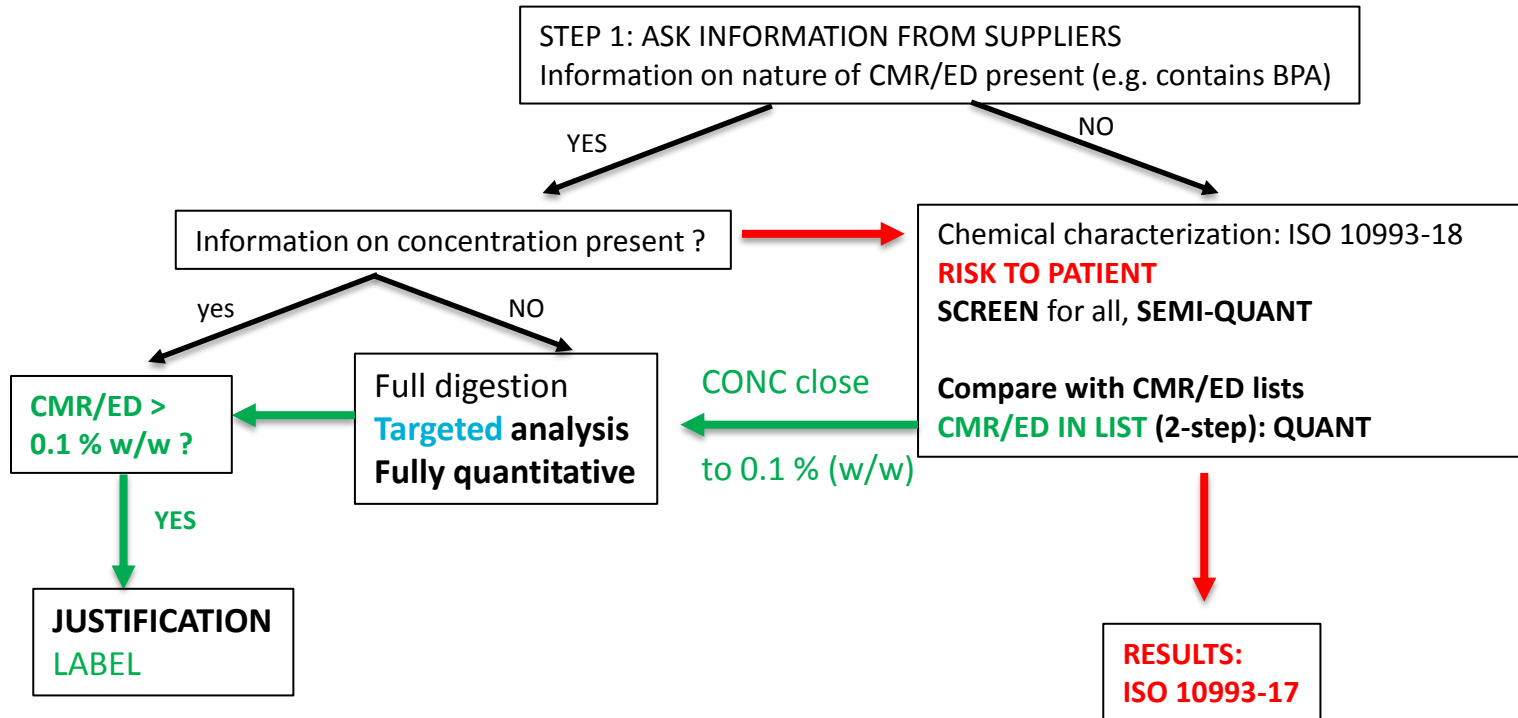 STEP 1: ASK INFORMATION FROM SUPPLIERS
Information on nature of CMR/ED present (e.g. contains BPA)
YES
NO
Information on concentration present ?
Chemical characterization: ISO 10993-18
RISK TO PATIENT
SCREEN for all, SEMI-QUANT
Compare with CMR/ED lists
CMR/ED IN LIST (2-step): QUANT
yes
NO
CMR/ED >
0.1 % w/w ?
Full digestion
Targeted analysis
Fully quantitative
CONC close
to 0.1 % (w/w)
YES
JUSTIFICATION
LABEL
RESULTS:
ISO 10993-17